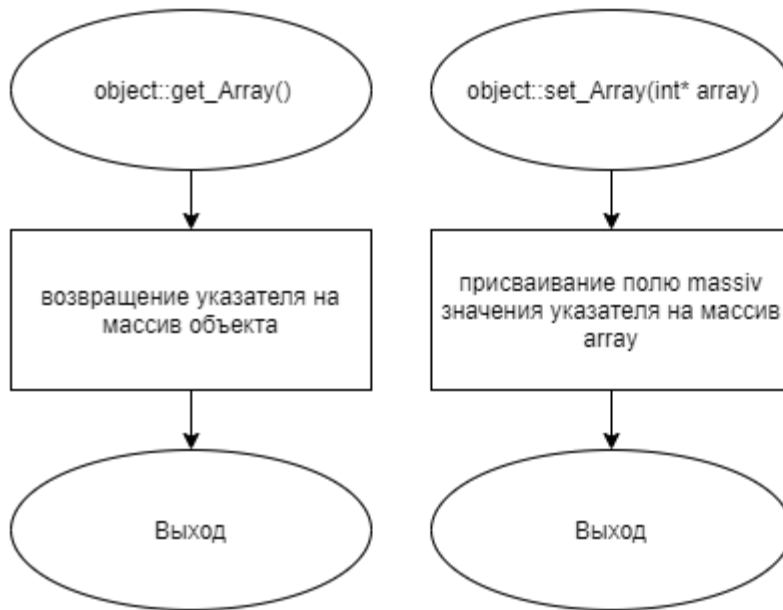 object::get_Array()
object::set_Array(int* array)
возвращение указателя на
массив объекта
присваивание полю massiv
значения указателя на массив
array
Выход
Выход